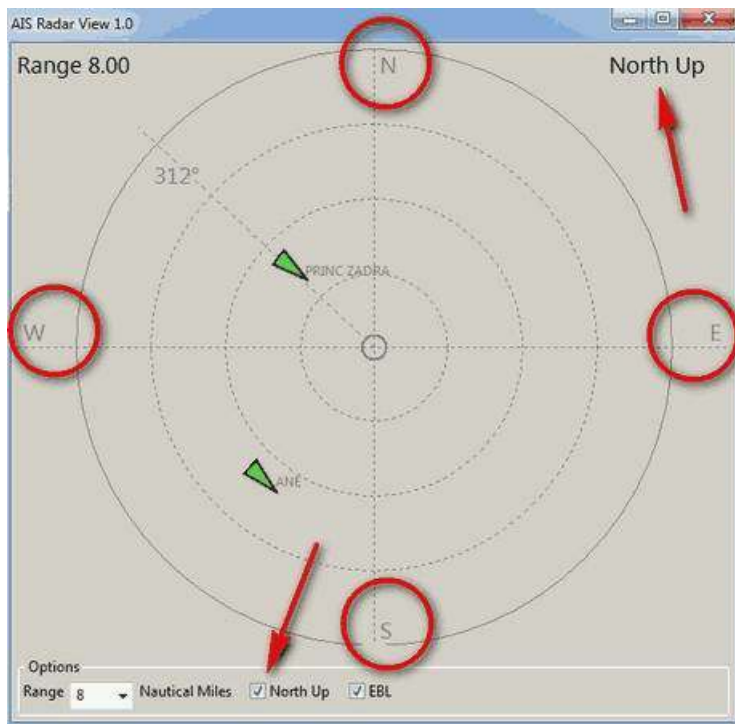 AIS Radar View 1.0
Range 8.00
N
North Up
312°
PRINC ZADRA
W
E
ANE
S
Options
Range 8 Nautical Miles North Up EBL